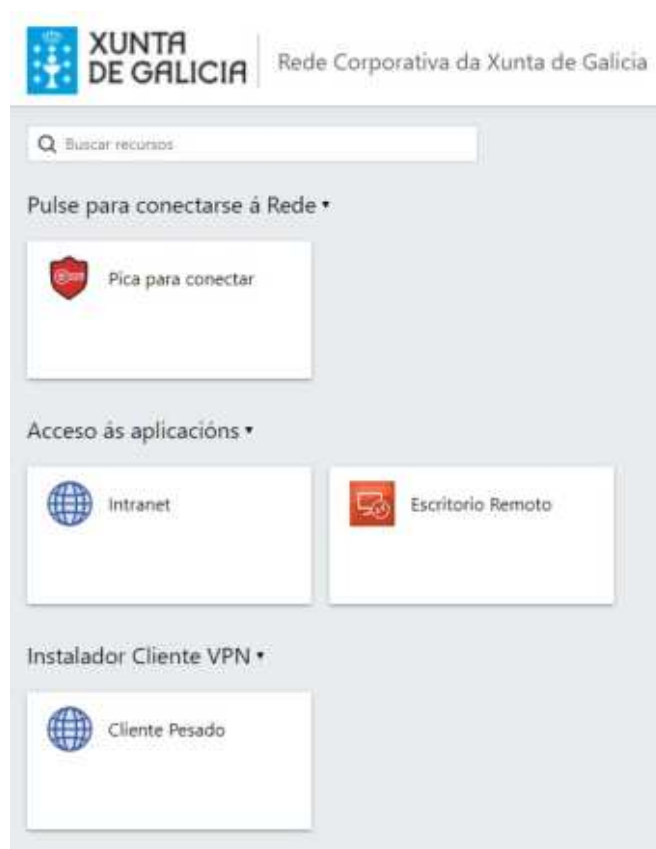 XUNTA
DE GALICIA
Rede Corporativa da Xunta de Galicia
Buscar recursos
Pulse para conectarse á Rede
Pica para conectar
Acceso ás aplicacións
Intranet
Escritorio Remoto
Instalador Cliente VPN
Cliente Pesado